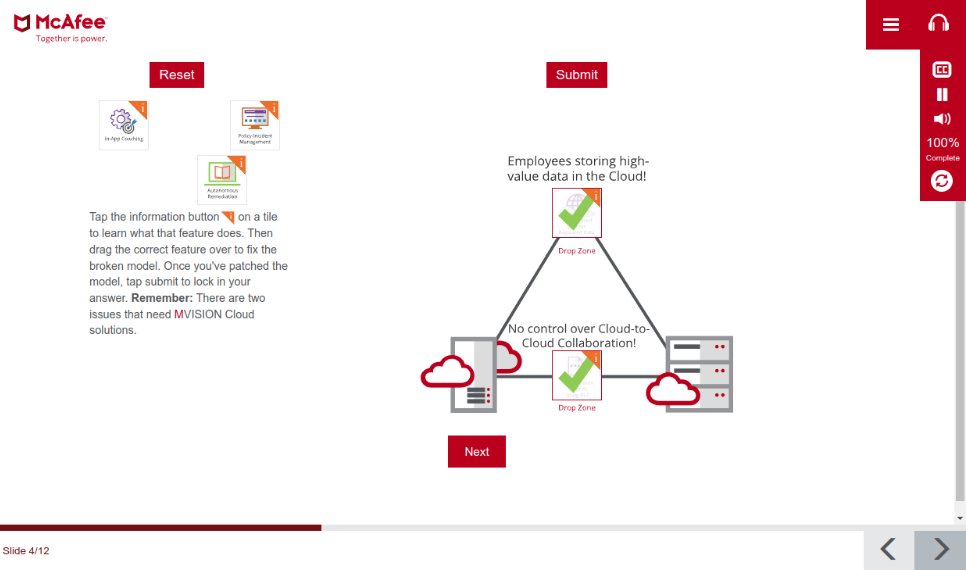 McAfee
Together is power.
Reset
Submit
CC
100%
Complete
In-App Coaching
Policy Incident
Management
Autonomous
Remediation
Employees storing high-
value data in the Cloud!
Drop Zone
Tap the information button i on a tile
to learn what that feature does. Then
drag the correct feature over to fix the
broken model. Once you've patched the
model, tap submit to lock in your
answer. Remember: There are two
issues that need MVISION Cloud
solutions.
No control over Cloud-to-
Cloud Collaboration!
Drop Zone
Next
Slide 4/12